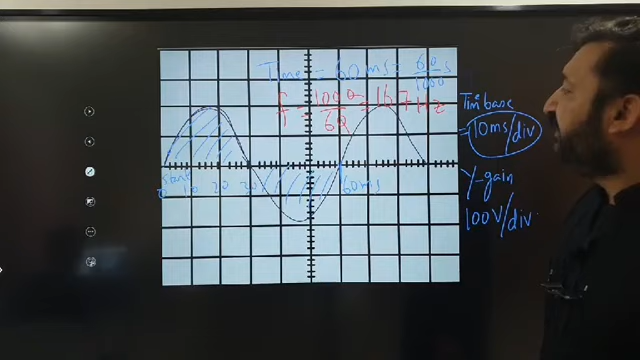 Time = 60 ms = 60/1000 s
f = 1000/60 = 16.7 Hz
Time base
= 10ms/div
Start
0 10 20 30 60ms
Y-gain
100V/div